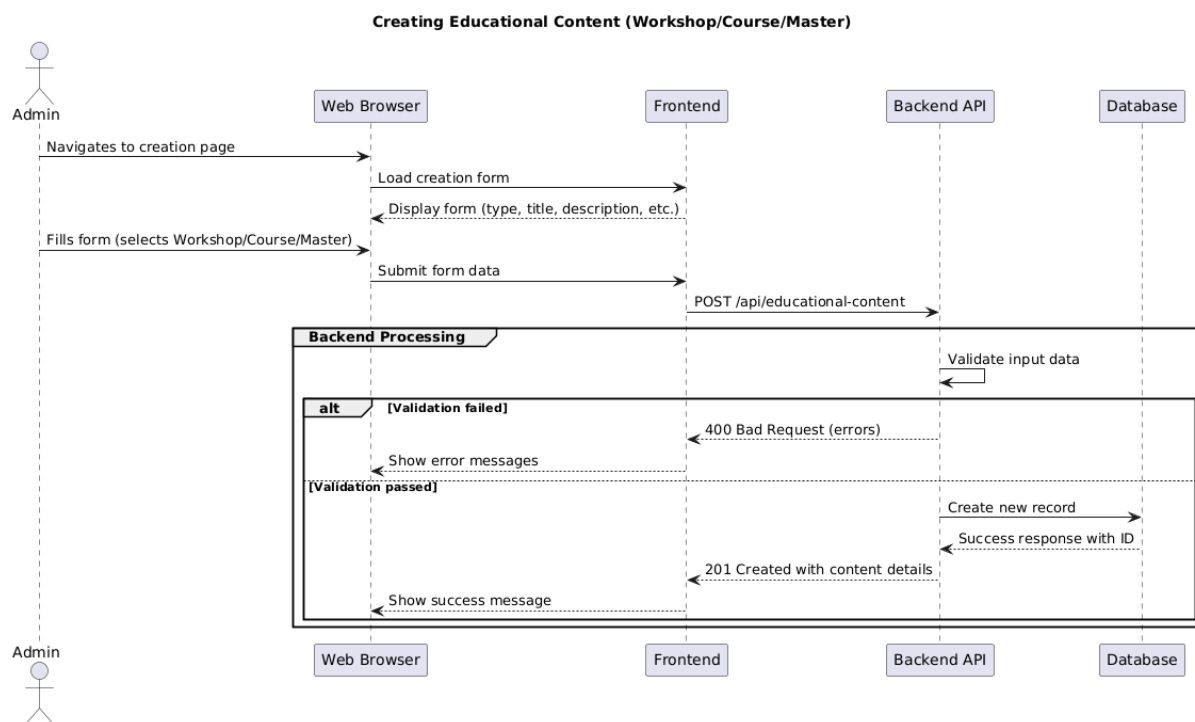 Creating Educational Content (Workshop/Course/Master)
Admin
Web Browser
Frontend
Backend API
Database
Navigates to creation page
Load creation form
Display form (type, title, description, etc.)
Fills form (selects Workshop/Course/Master)
Submit form data
POST /api/educational-content
Backend Processing
Validate input data
alt
[Validation failed]
400 Bad Request (errors)
Show error messages
[Validation passed]
Create new record
Success response with ID
201 Created with content details
Show success message
Admin
Web Browser
Frontend
Backend API
Database